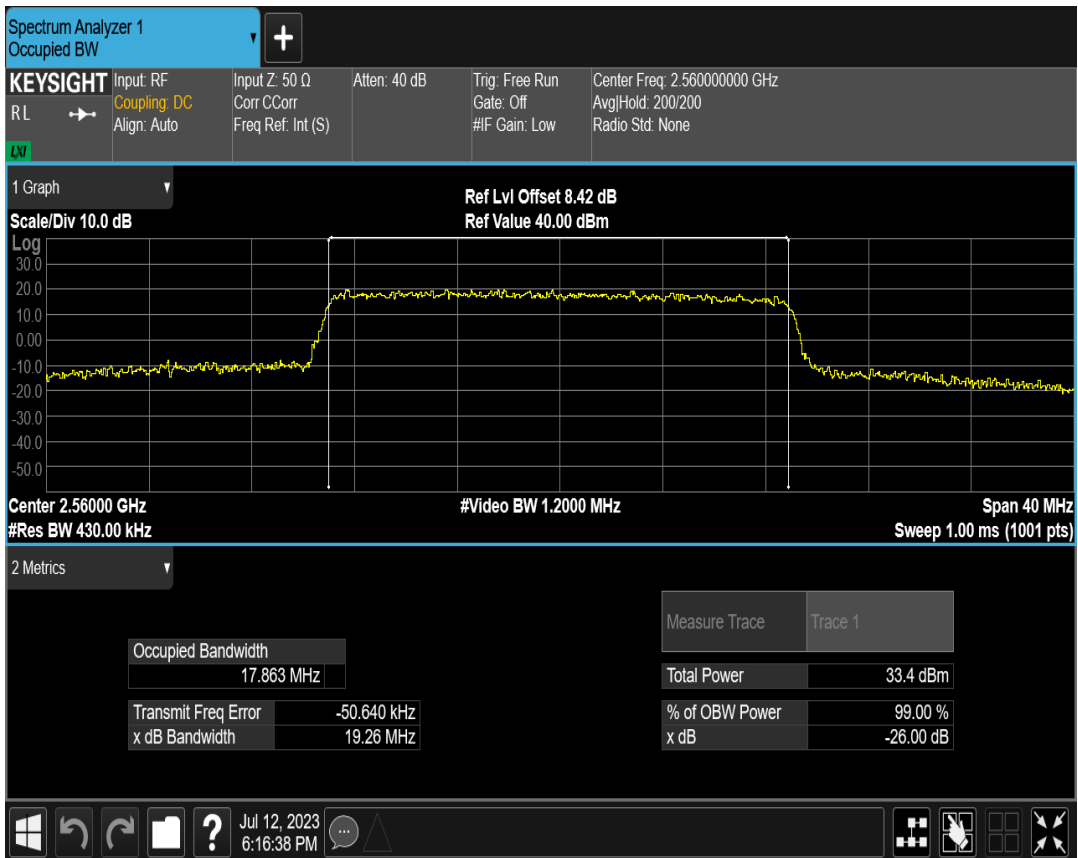 Spectrum Analyzer 1
Occupied BW
KEYSIGHT
RL
LXI
Input: RF
Coupling: DC
Align: Auto
Input Z: 50 Ω
Corr CCorr
Freq Ref: Int (S)
Atten: 40 dB
Trig: Free Run
Gate: Off
#IF Gain: Low
Center Freq: 2.560000000 GHz
Avg|Hold: 200/200
Radio Std: None
1 Graph
Scale/Div 10.0 dB
Ref Lvl Offset 8.42 dB
Ref Value 40.00 dBm
Log
30.0
20.0
10.0
0.00
-10.0
-20.0
-30.0
-40.0
-50.0
Center 2.56000 GHz
#Video BW 1.2000 MHz
Span 40 MHz
#Res BW 430.00 kHz
Sweep 1.00 ms (1001 pts)
2 Metrics
Measure Trace Trace 1
Occupied Bandwidth
17.863 MHz
Total Power 33.4 dBm
Transmit Freq Error -50.640 kHz
% of OBW Power 99.00 %
x dB Bandwidth 19.26 MHz
x dB -26.00 dB
Jul 12, 2023
6:16:38 PM